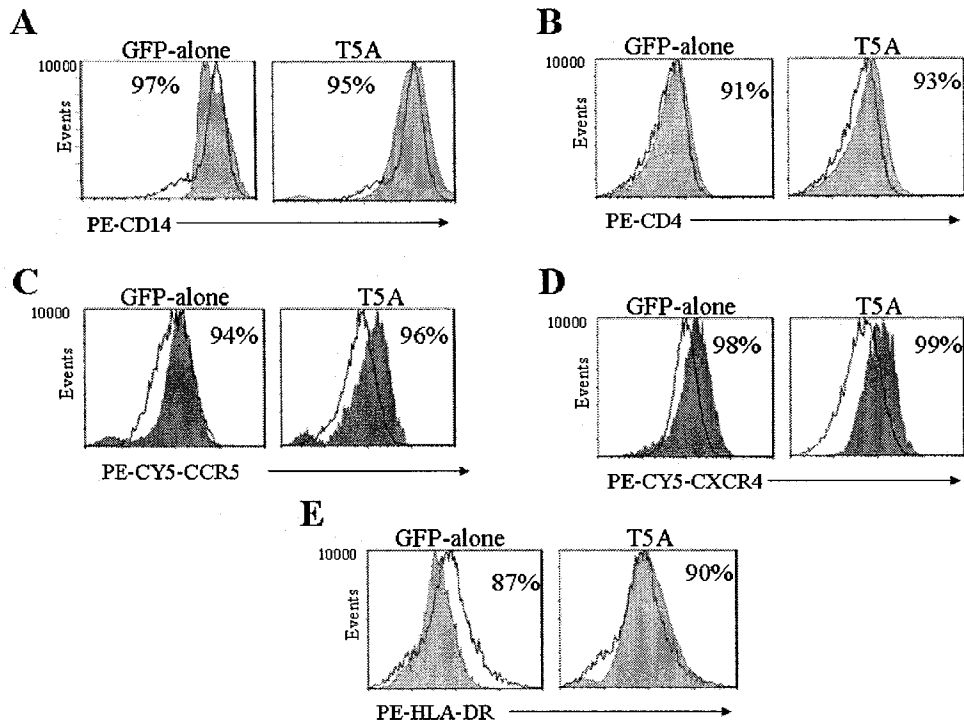 A
B
GFP-alone
T5A
GFP-alone
T5A
10000
97%
95%
10000
91%
93%
Events
Events
PE-CD14
PE-CD4
C
D
GFP-alone
T5A
GFP-alone
T5A
10000
94%
96%
10000
98%
99%
Events
Events
PE-CY5-CCR5
PE-CY5-CXCR4
E
GFP-alone
T5A
10000
87%
90%
Events
PE-HLA-DR